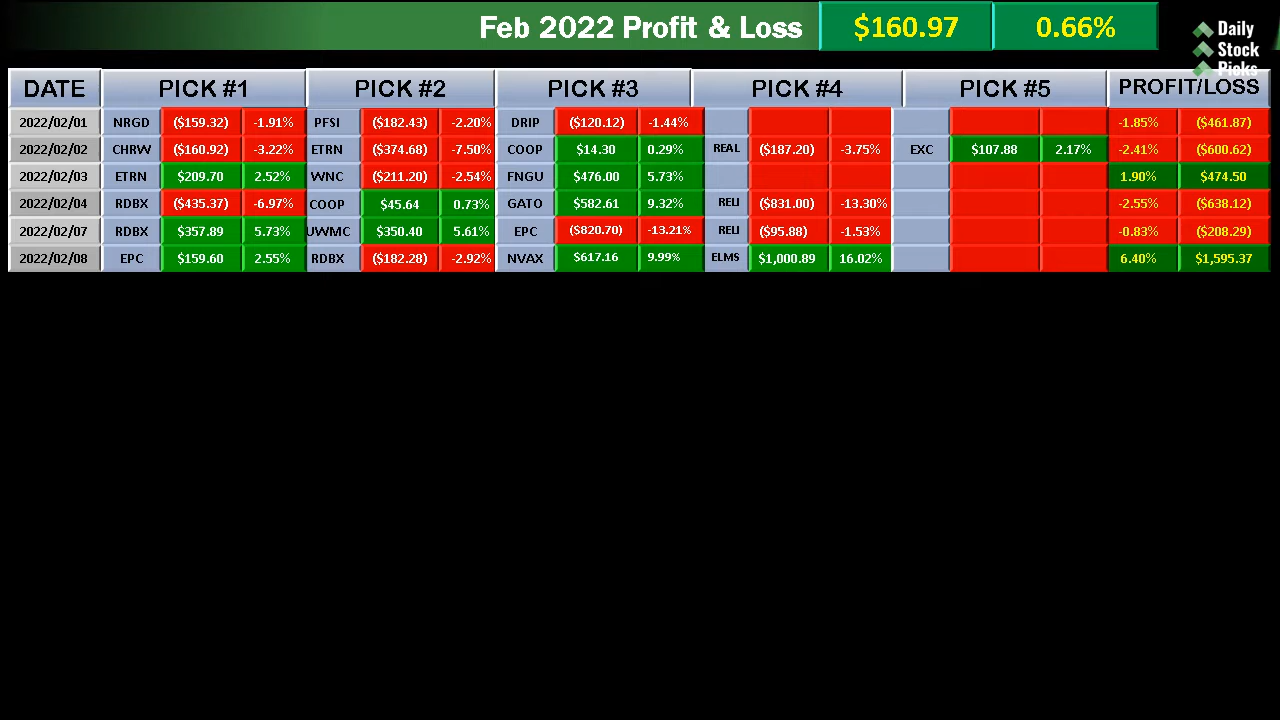 Feb 2022 Profit & Loss $160.97 0.66%
Daily
Stock
Picks
DATE PICK #1 PICK #2 PICK #3 PICK #4 PICK #5 PROFIT/LOSS
2022/02/01 NRGD ($159.32) -1.91% PFSI ($182.43) -2.20% DRIP ($120.12) -1.44% -1.85% ($461.87)
2022/02/02 CHRW ($160.92) -3.22% ETRN ($374.68) -7.50% COOP $14.30 0.29% REAL ($187.20) -3.75% EXC $107.88 2.17% -2.41% ($600.62)
2022/02/03 ETRN $209.70 2.52% WNC ($211.20) -2.54% FNGU $476.00 5.73% 1.90% $474.50
2022/02/04 RDBX ($435.37) -6.97% COOP $45.64 0.73% GATO $582.61 9.32% RELI ($831.00) -13.30% -2.55% ($638.12)
2022/02/07 RDBX $357.89 5.73% UWMC $350.40 5.61% EPC ($820.70) -13.21% RELI ($95.88) -1.53% -0.83% ($208.29)
2022/02/08 EPC $159.60 2.55% RDBX ($182.28) -2.92% NVAX $617.16 9.99% ELMS $1,000.89 16.02% 6.40% $1,595.37